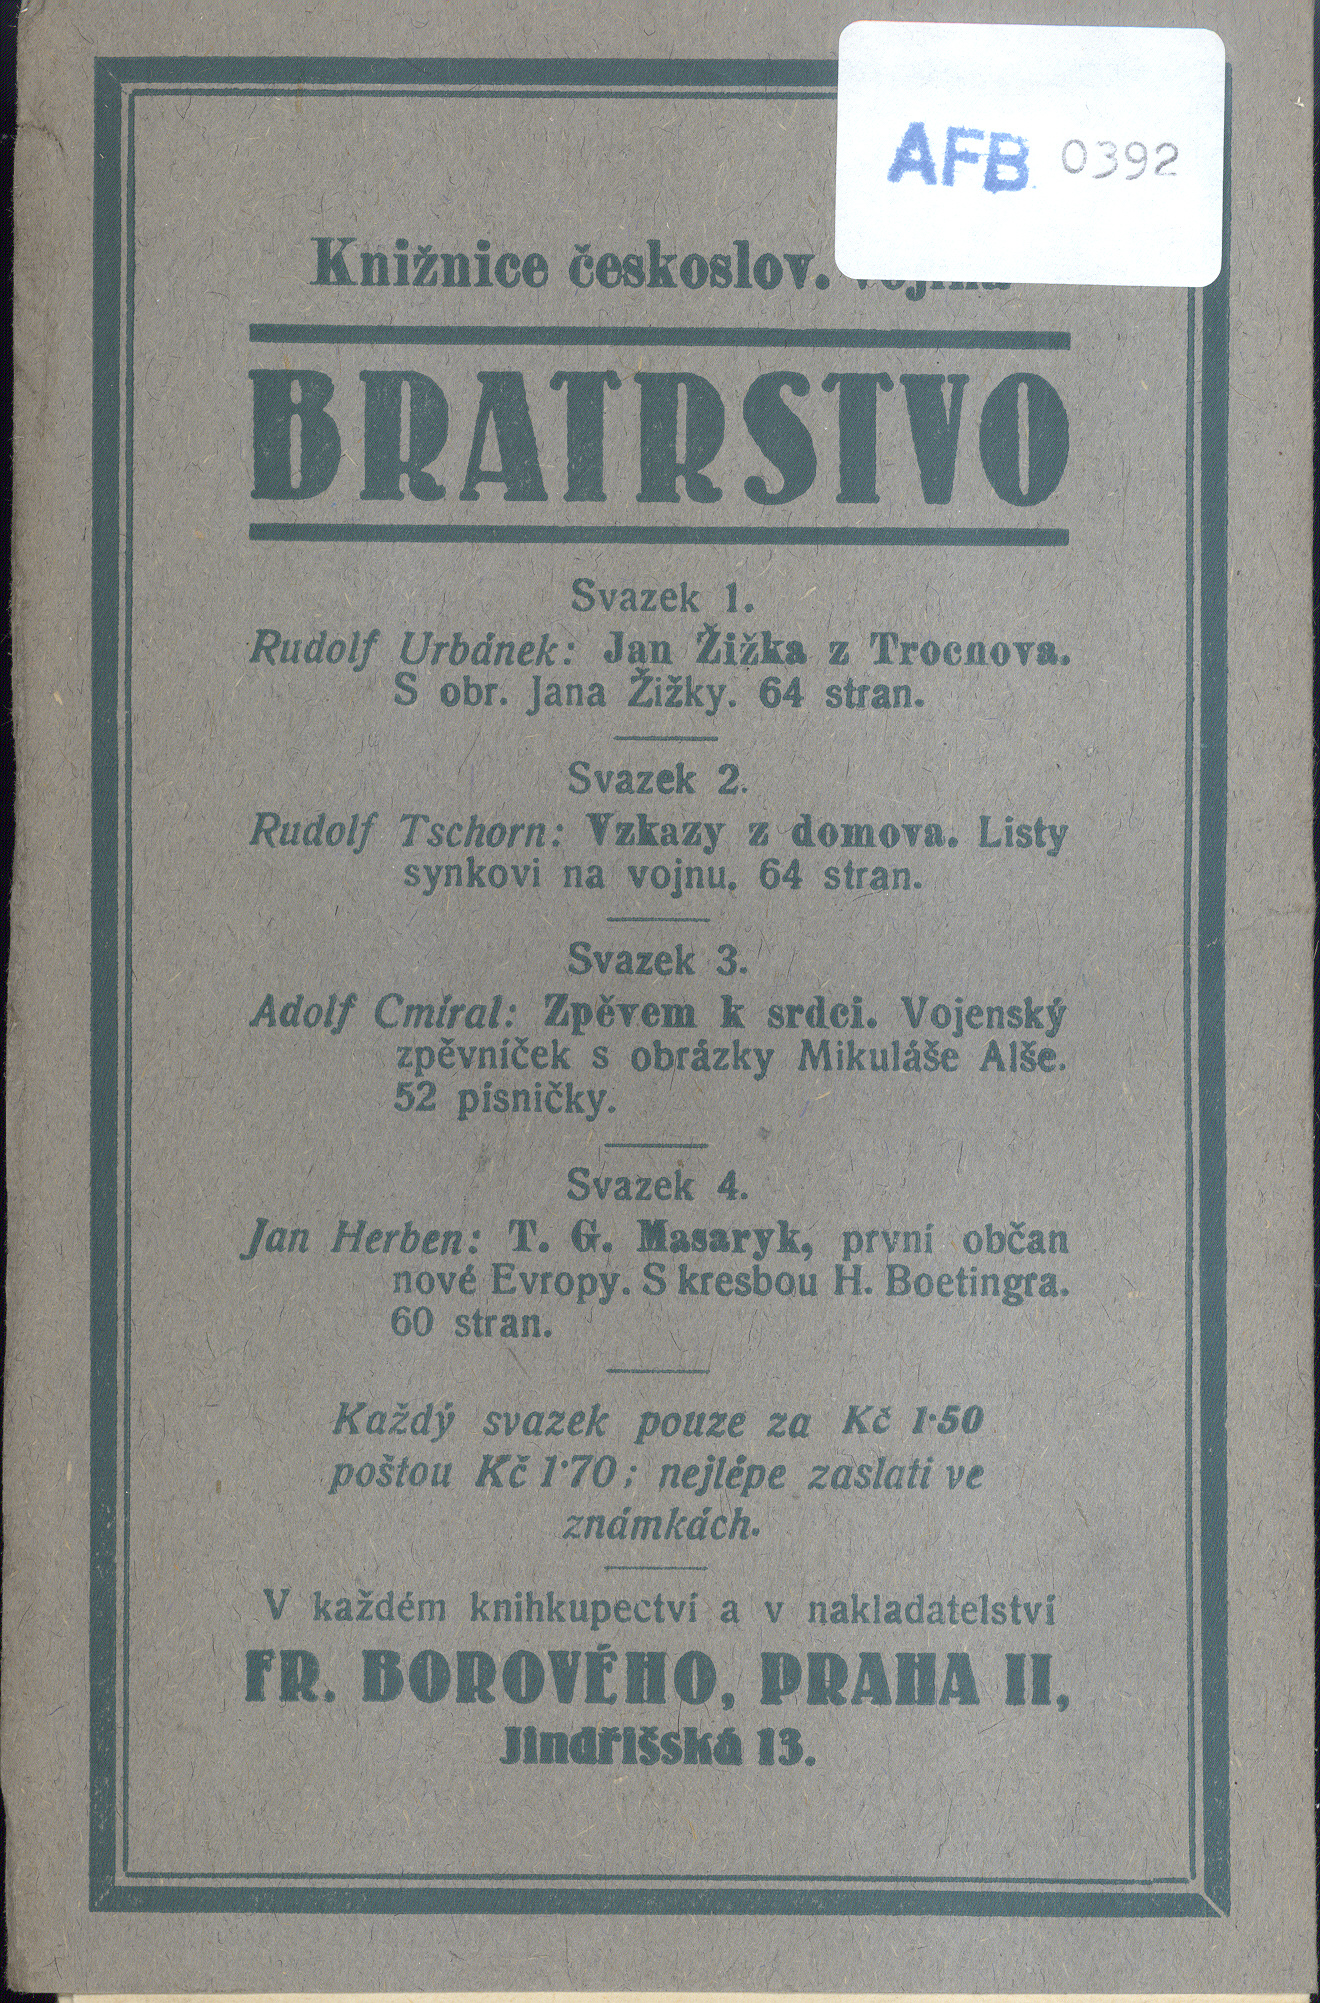 AFB 0392
Knižnice českoslov.
BRATRSTVO
Svazek 1.
Rudolf Urbánek: Jan Žižka z Trocnova.
S obr. Jana Žižky. 64 stran.
Svazek 2.
Rudolf Tschorn: Vzkazy z domova. Listy
synkovi na vojnu. 64 stran.
Svazek 3.
Adolf Cmíral: Zpěvem k srdci. Vojenský
zpěvníček s obrázky Mikuláše Alše.
52 písničky.
Svazek 4.
Jan Herben: T. G. Masaryk, první občan
nové Evropy. S kresbou H. Boetingra.
60 stran.
Každý svazek pouze za Kč 1·50
poštou Kč 1·70; nejlépe zaslati ve
známkách.
V každém knihkupectví a v nakladatelství
FR. BOROVÉHO, PRAHA II,
Jindřišská 13.